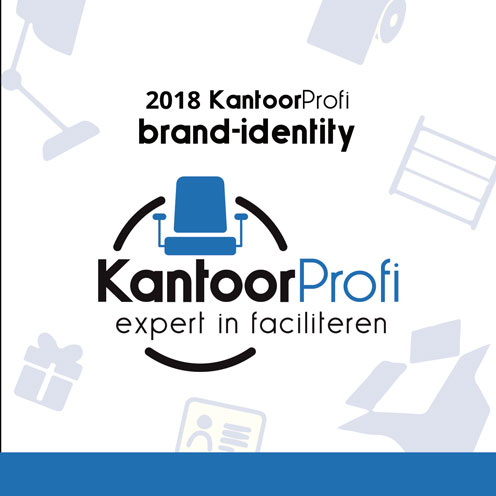 2018 KantoorProfi
brand-identity
KantoorProfi
expert in faciliteren